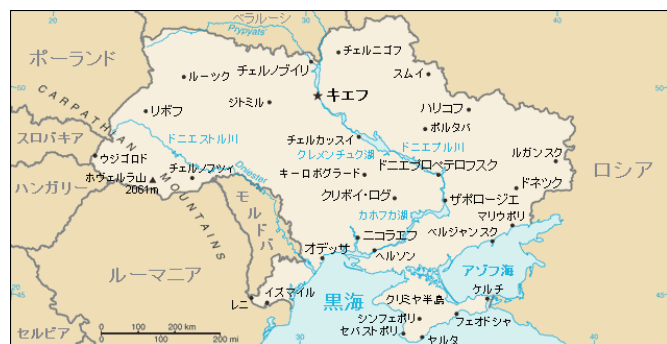 ベラルーシ
Prypyats
ポーランド
チェルニゴフ
チェルノブイリ
スムイ
ルーック
50
50
キエフ
CARPATHIAN MOUNTAINS
リボフ
ジトミル
ハリコフ
ポルタバ
スロバキア
ドニエストル川
チェルカッスイ
ドニエプル川
クレメンチュク湖
ルガンスク
ロシア
ウジゴロド
Dniester
ホヴェルラ山
2061m
チェルノフツィ
キーロボグラード
ドニエプロペテロフスク
ハンガリー
ドネツク
モルドバ
クリボイ・ログ
ザポロージエ
カホフカ湖
マリウポリ
ニコラエフ
ベルジャンスク
オデッサ
ヘルソン
ルーマニア
アゾフ海
イスマイル
レニ
黒海
クリミヤ半島
ケルチ
45
45
シンフェポリ
フェオドシヤ
セバストポリ
ヤルタ
セルビア
0
100
200 km
0
100
200 mi
30
40